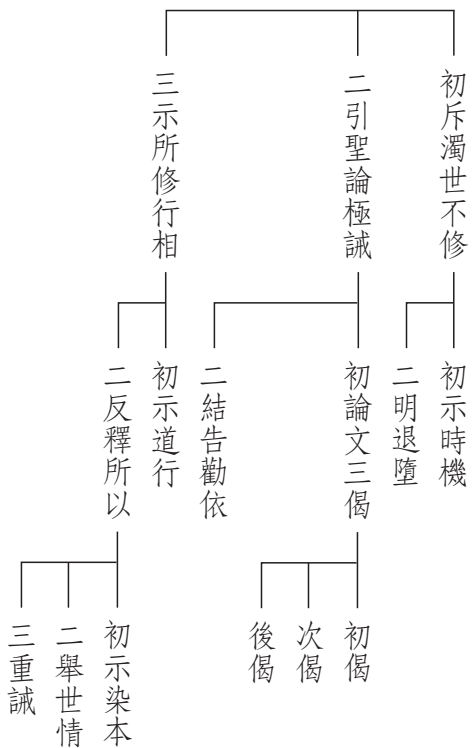 初斥濁世不修
二引聖論極誡
三示所修行相
初示時機
二明退墮
初論文三偈
二結告勸依
初示道行
二反釋所以
初偈
次偈
後偈
初示染本
二舉世情
三重誡